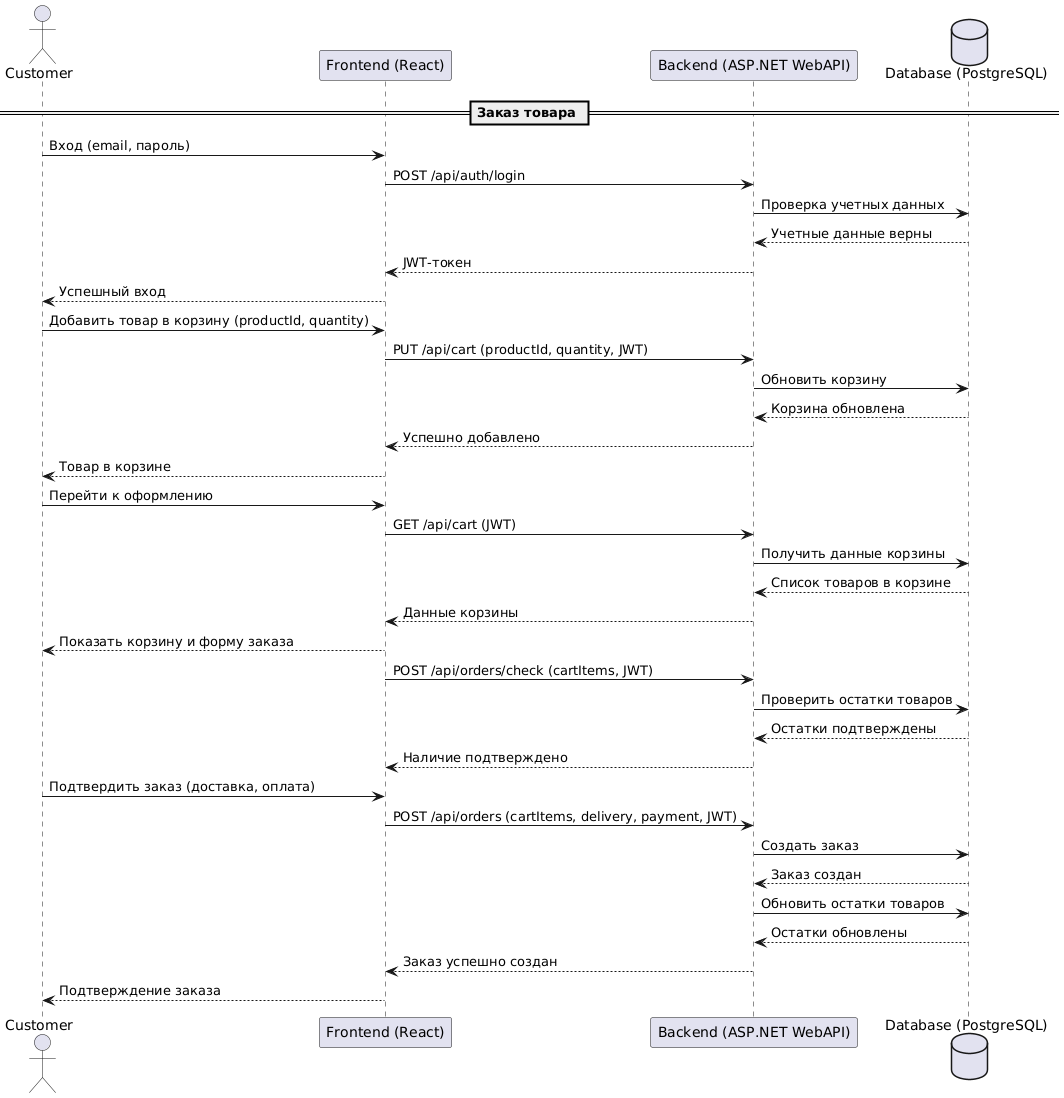 Customer
Frontend (React)
Backend (ASP.NET WebAPI)
Database (PostgreSQL)
Заказ товара
Вход (email, пароль)
POST /api/auth/login
Проверка учетных данных
Учетные данные верны
JWT-токен
Успешный вход
Добавить товар в корзину (productId, quantity)
PUT /api/cart (productId, quantity, JWT)
Обновить корзину
Корзина обновлена
Успешно добавлено
Товар в корзине
Перейти к оформлению
GET /api/cart (JWT)
Получить данные корзины
Список товаров в корзине
Данные корзины
Показать корзину и форму заказа
POST /api/orders/check (cartItems, JWT)
Проверить остатки товаров
Остатки подтверждены
Наличие подтверждено
Подтвердить заказ (доставка, оплата)
POST /api/orders (cartItems, delivery, payment, JWT)
Создать заказ
Заказ создан
Обновить остатки товаров
Остатки обновлены
Заказ успешно создан
Подтверждение заказа
Customer
Frontend (React)
Backend (ASP.NET WebAPI)
Database (PostgreSQL)